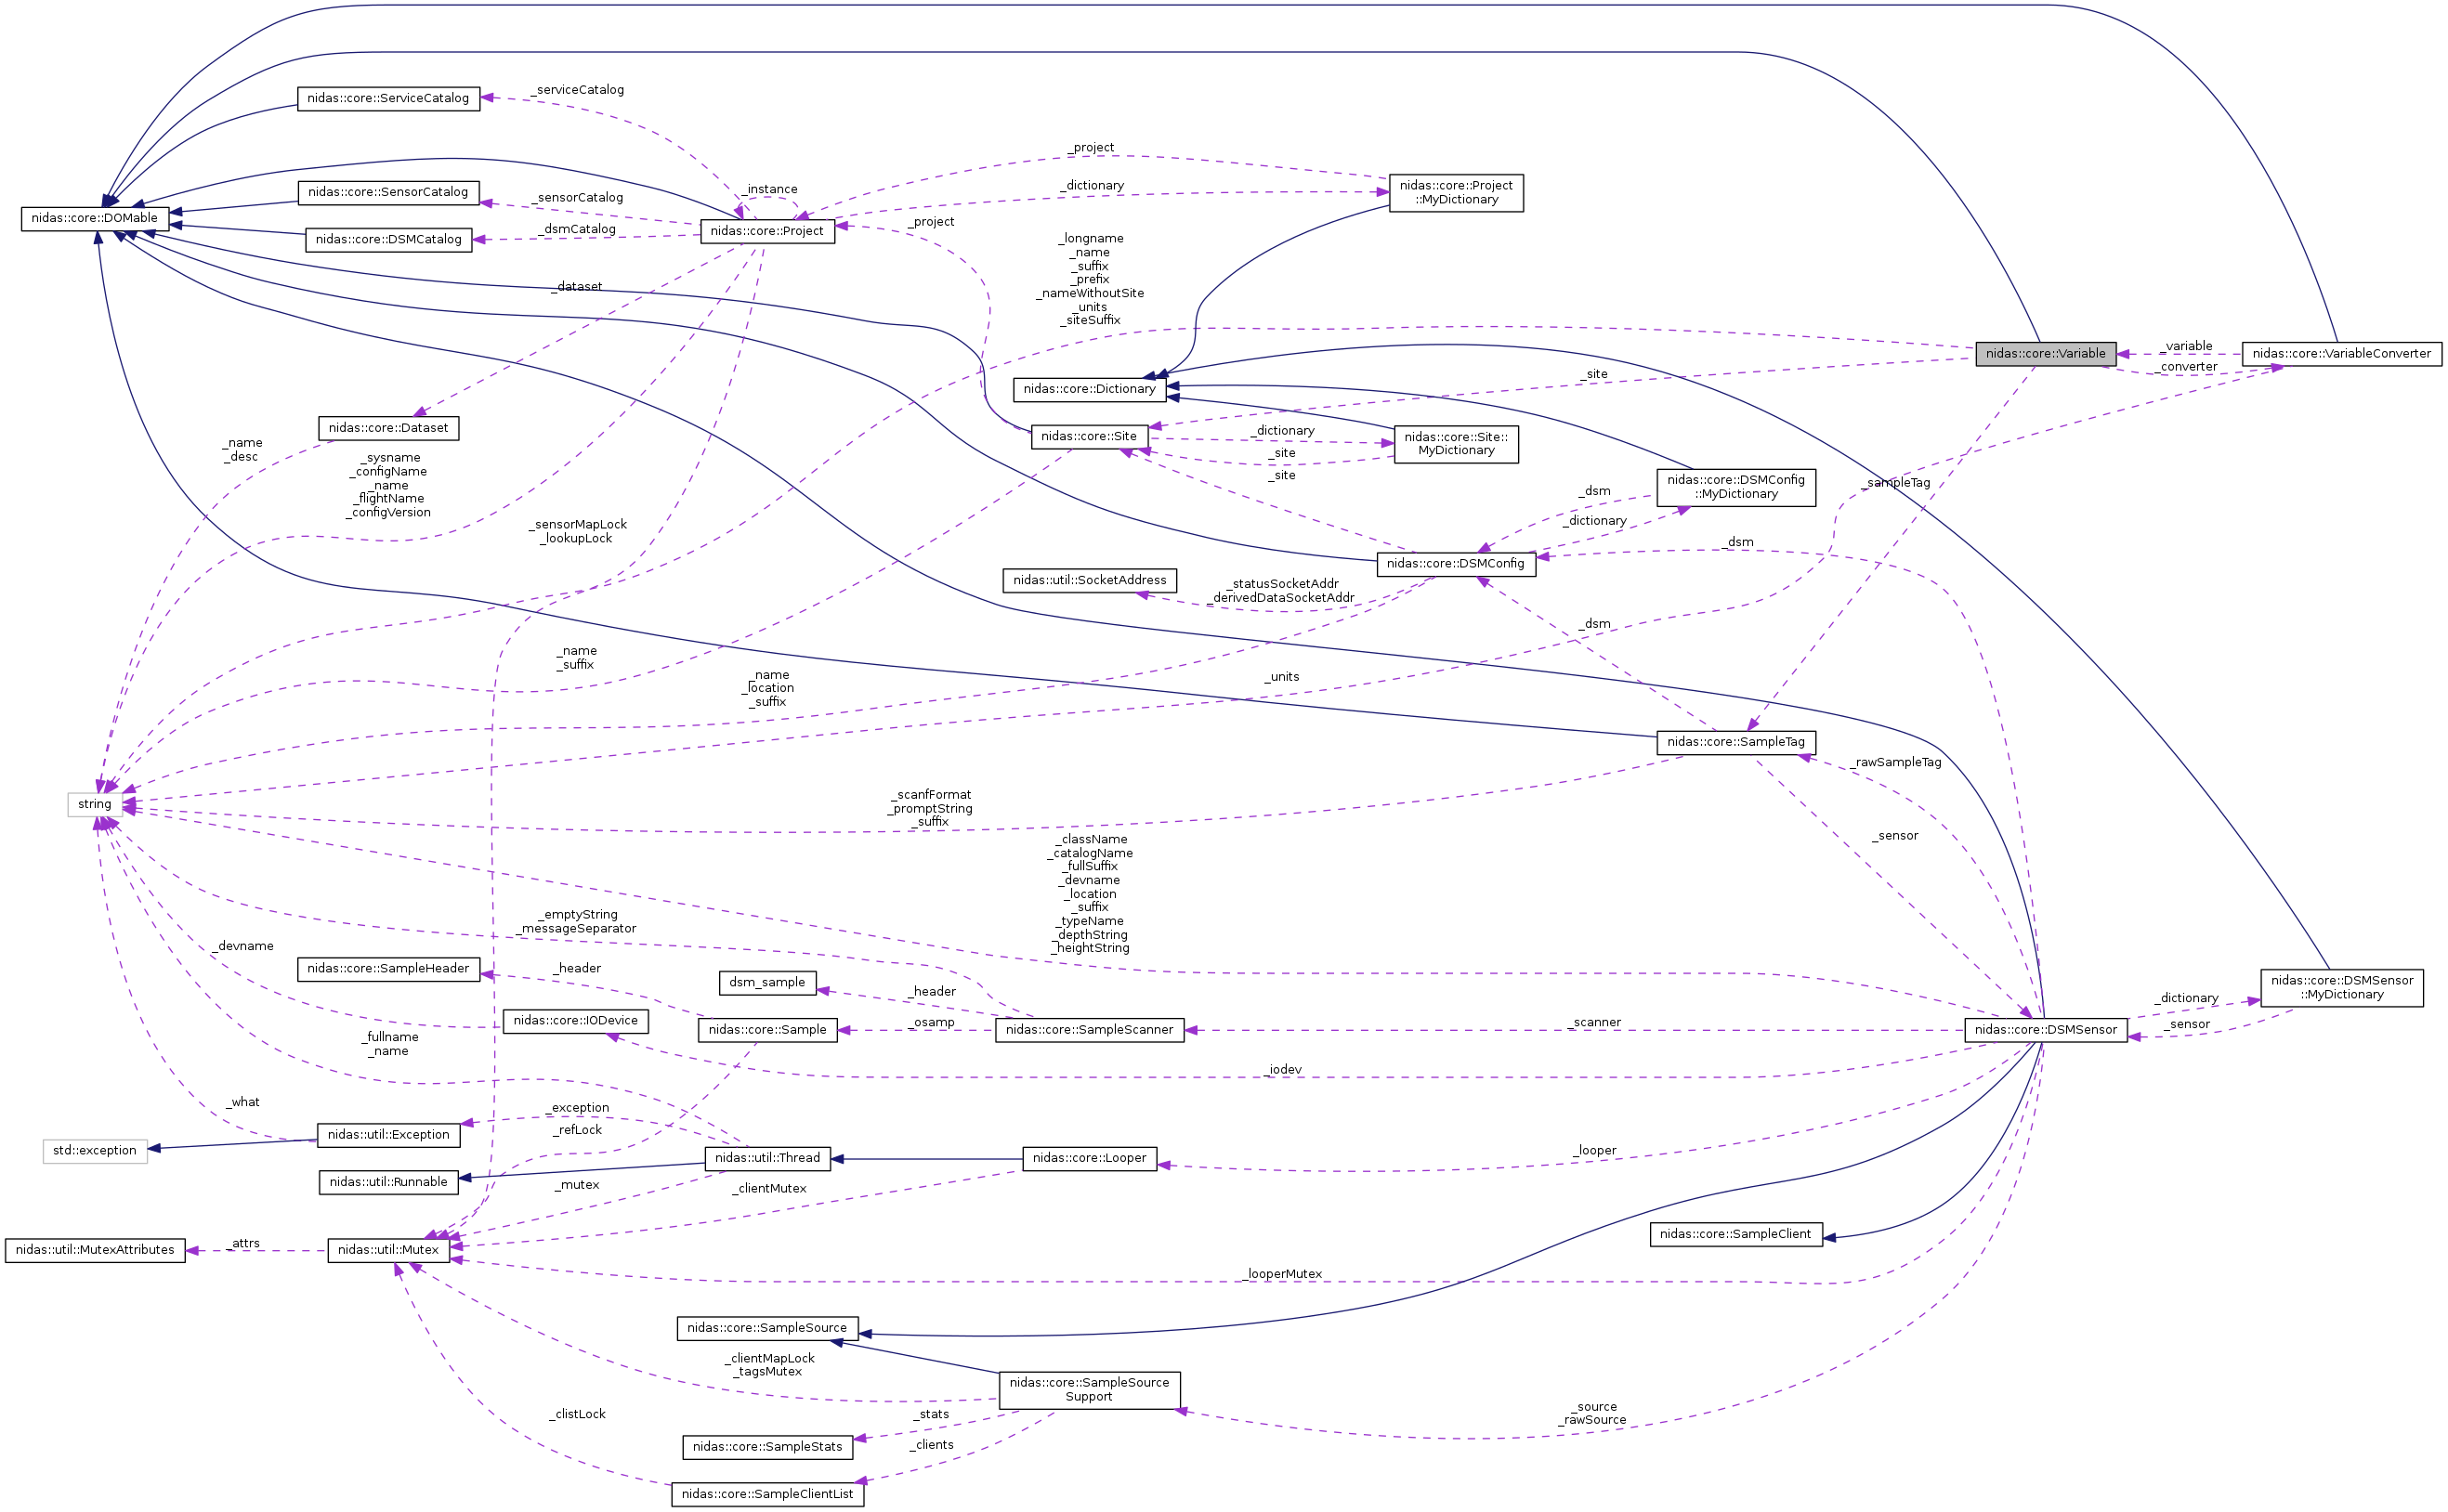 _serviceCatalog
nidas::core::ServiceCatalog
_project
_instance
_dictionary
nidas::core::Project
::MyDictionary
nidas::core::SensorCatalog
_sensorCatalog
nidas::core::DOMable
nidas::core::DSMCatalog
_dsmCatalog
nidas::core::Project
_project
_longname
_name
_suffix
_prefix
_nameWithoutSite
_units
_siteSuffix
_dataset
nidas::core::Variable
_variable
_converter
nidas::core::VariableConverter
_site
nidas::core::Dictionary
nidas::core::Dataset
nidas::core::Site
_dictionary
_site
_site
nidas::core::Site::
MyDictionary
_name
_desc
_sysname
_configName
_name
_flightName
_configVersion
_sensorMapLock
_lookupLock
_dsm
_dictionary
nidas::core::DSMConfig
::MyDictionary
_sampleTag
_dsm
nidas::core::DSMConfig
nidas::util::SocketAddress
_statusSocketAddr
_derivedDataSocketAddr
_dsm
_name
_suffix
_name
_location
_suffix
_units
nidas::core::SampleTag
_rawSampleTag
string
_scanfFormat
_promptString
_suffix
_sensor
_className
_catalogName
_fullSuffix
_devname
_location
_suffix
_typeName
_depthString
_heightString
_emptyString
_messageSeparator
_devname
nidas::core::SampleHeader
_header
dsm_sample
_header
nidas::core::DSMSensor
::MyDictionary
_dictionary
_sensor
nidas::core::IODevice
nidas::core::Sample
_osamp
nidas::core::SampleScanner
_scanner
nidas::core::DSMSensor
_fullname
_name
_iodev
_what
_exception
_refLock
nidas::util::Exception
std::exception
nidas::util::Thread
nidas::core::Looper
_looper
nidas::util::Runnable
_mutex
_clientMutex
nidas::core::SampleClient
nidas::util::MutexAttributes
_attrs
nidas::util::Mutex
_looperMutex
nidas::core::SampleSource
_clientMapLock
_tagsMutex
nidas::core::SampleSource
Support
_clistLock
_stats
_source
_rawSource
nidas::core::SampleStats
_clients
nidas::core::SampleClientList